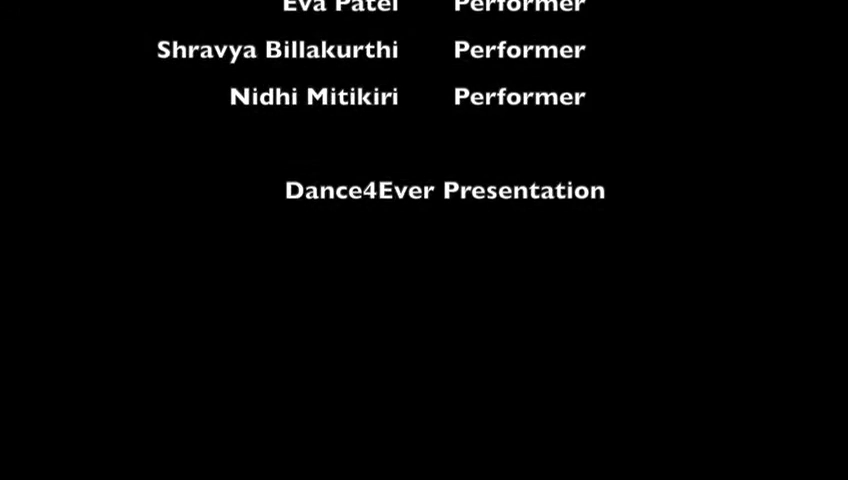 Eva Patel Performer
Shravya Billakurthi Performer
Nidhi Mitikiri Performer
Dance4Ever Presentation